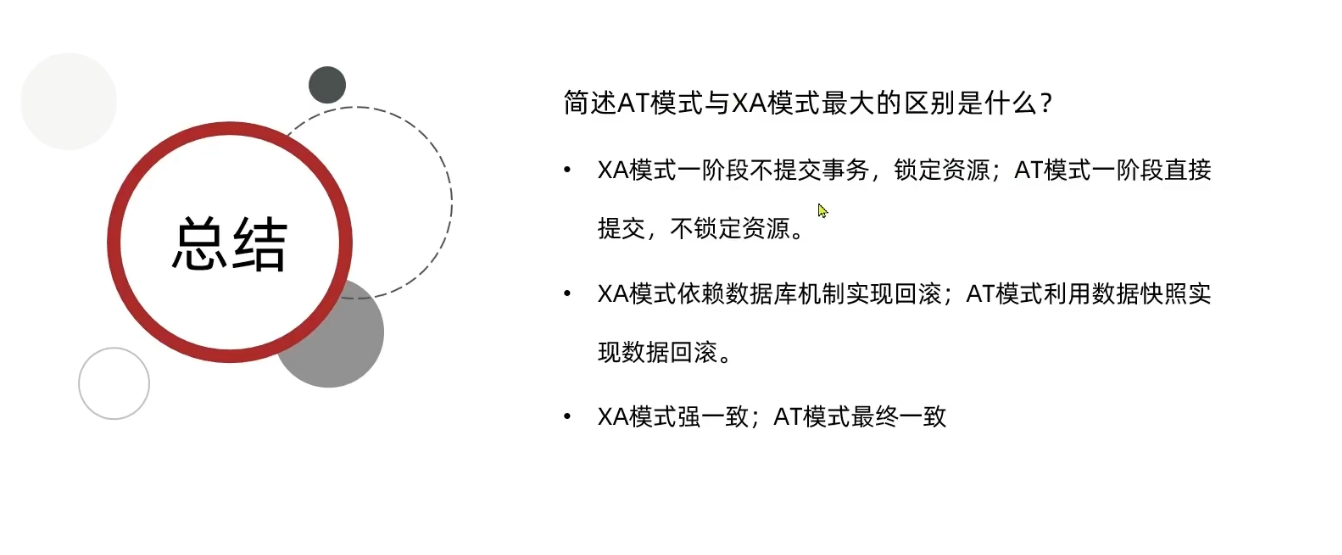 总结
简述AT模式与XA模式最大的区别是什么？
• XA模式一阶段不提交事务，锁定资源；AT模式一阶段直接
提交，不锁定资源。
• XA模式依赖数据库机制实现回滚；AT模式利用数据快照实
现数据回滚。
• XA模式强一致；AT模式最终一致